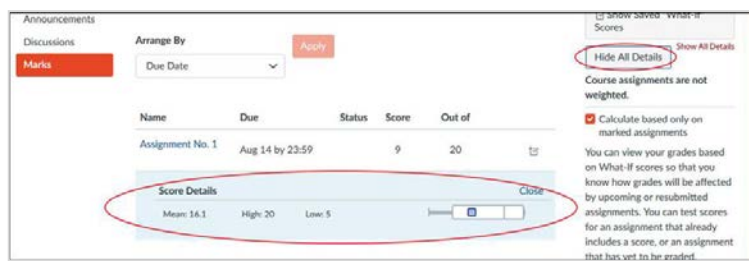 Announcements
Discussions
Marks
Arrange By
Due Date
Apply
Name Due Status Score Out of
Assignment No. 1 Aug 14 by 23:59 9 20
Score Details Close
Mean: 16.1 High: 20 Low: 5
Show Saved "What-If"
Scores
Show All Details
Hide All Details
Course assignments are not
weighted.
Calculate based only on
marked assignments
You can view your grades based
on What-If scores so that you
know how grades will be affected
by upcoming or resubmitted
assignments. You can test scores
for an assignment that already
includes a score, or an assignment
that has yet to be graded.